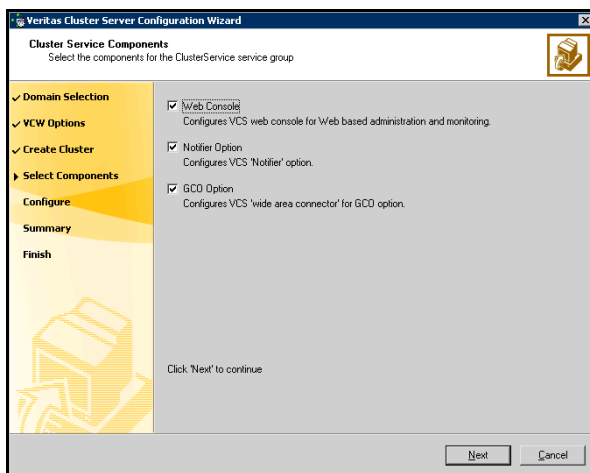 Veritas Cluster Server Configuration Wizard
Cluster Service Components
Select the components for the ClusterService service group
Domain Selection
VCW Options
Create Cluster
Select Components
Configure
Summary
Finish
Web Console
Configures VCS web console for Web based administration and monitoring.
Notifier Option
Configures VCS 'Notifier' option.
GCO Option
Configures VCS 'wide area connector' for GCO option.
Click 'Next' to continue
Next
Cancel